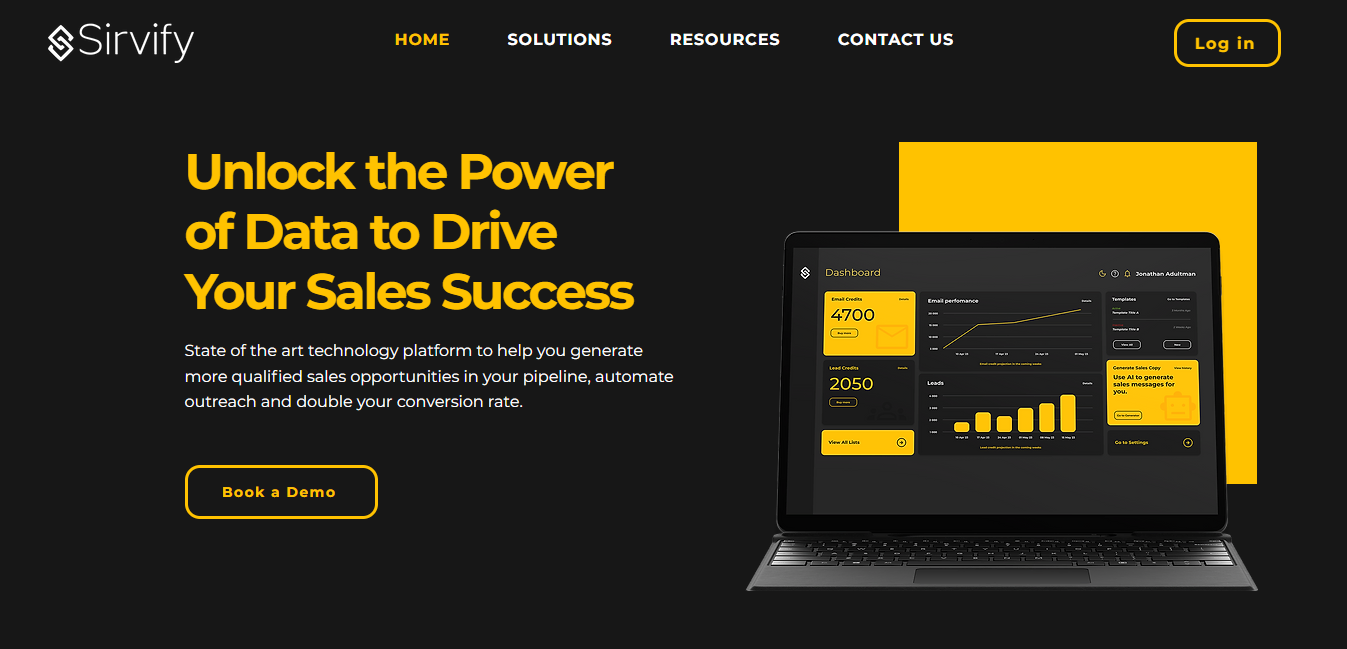 Sirvify
HOME
SOLUTIONS
RESOURCES
CONTACT US
Log in
Unlock the Power
of Data to Drive
Your Sales Success
State of the art technology platform to help you generate
more qualified sales opportunities in your pipeline, automate
outreach and double your conversion rate.
Book a Demo
Dashboard
Jonathan Adultman
Email Credits
Details
4700
Buy more
Email perfomance
Details
Templates
Go to Templates
Template Title A
Template Title B
View All
New
Lead Credits
Details
2050
Buy more
Leads
Details
Generate Sales Copy
View history
Use AI to generate
sales messages for
you.
Go to Generator
View All Lists
Go to Settings